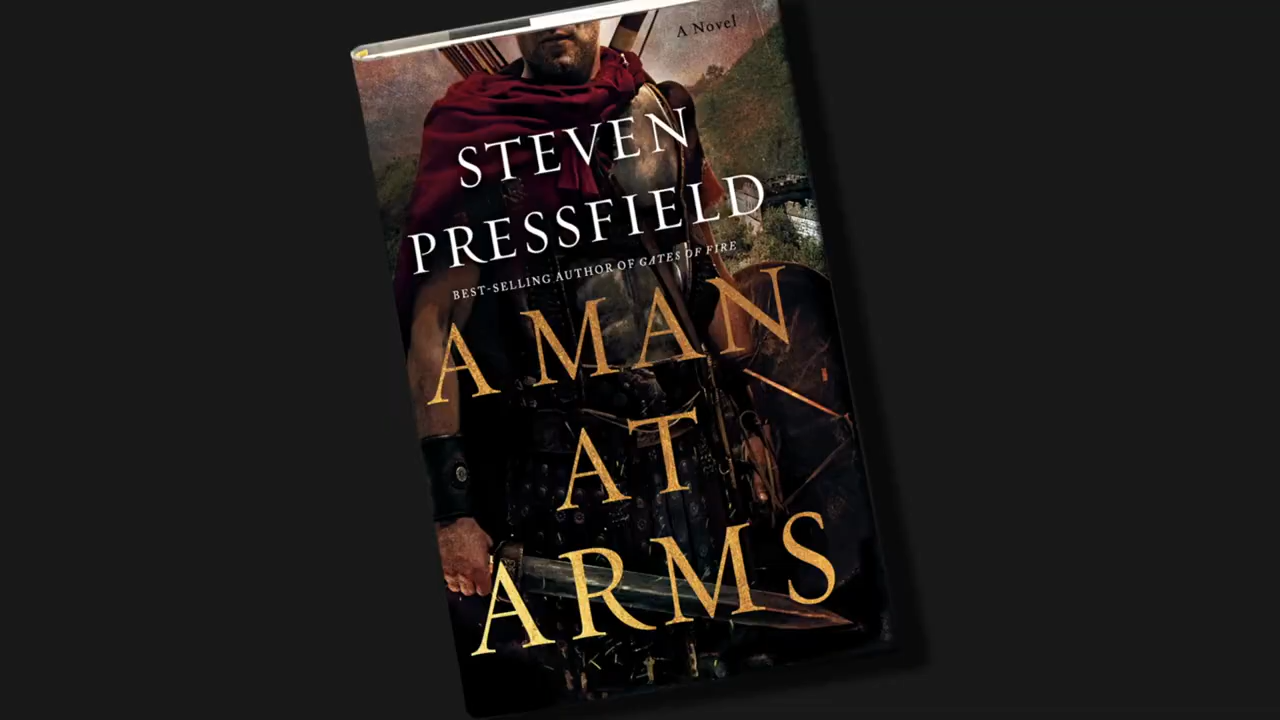 A Novel
STEVEN
PRESSFIELD
BEST-SELLING AUTHOR OF GATES OF FIRE
A MAN
AT
ARMS